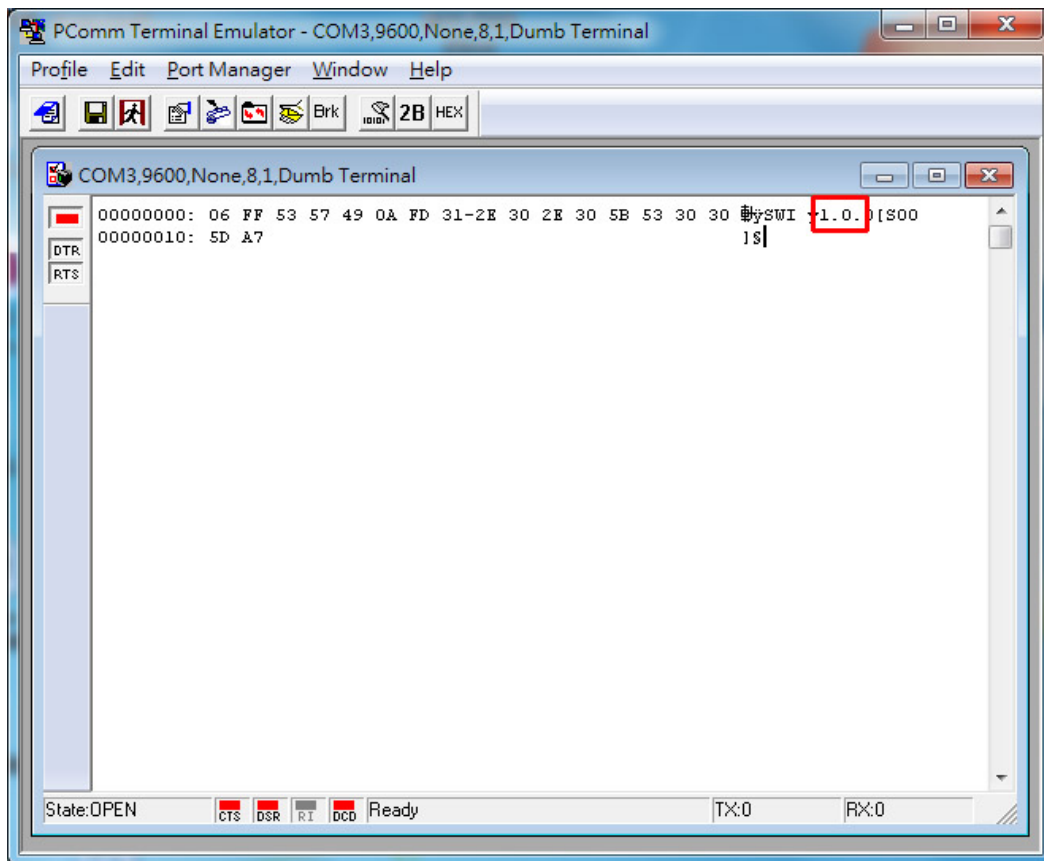 PComm Terminal Emulator - COM3,9600,None,8,1,Dumb Terminal
Profile Edit Port Manager Window Help
Brk 2B HEX
COM3,9600,None,8,1,Dumb Terminal
00000000: 06 FF 53 57 49 0A FD 31-2E 30 2E 30 5B 53 30 30 ÿSWI 1.0. [S00
DTR 00000010: 5D A7 ]S
RTS
State:OPEN CTS DSR RI DCD Ready TX:0 RX:0